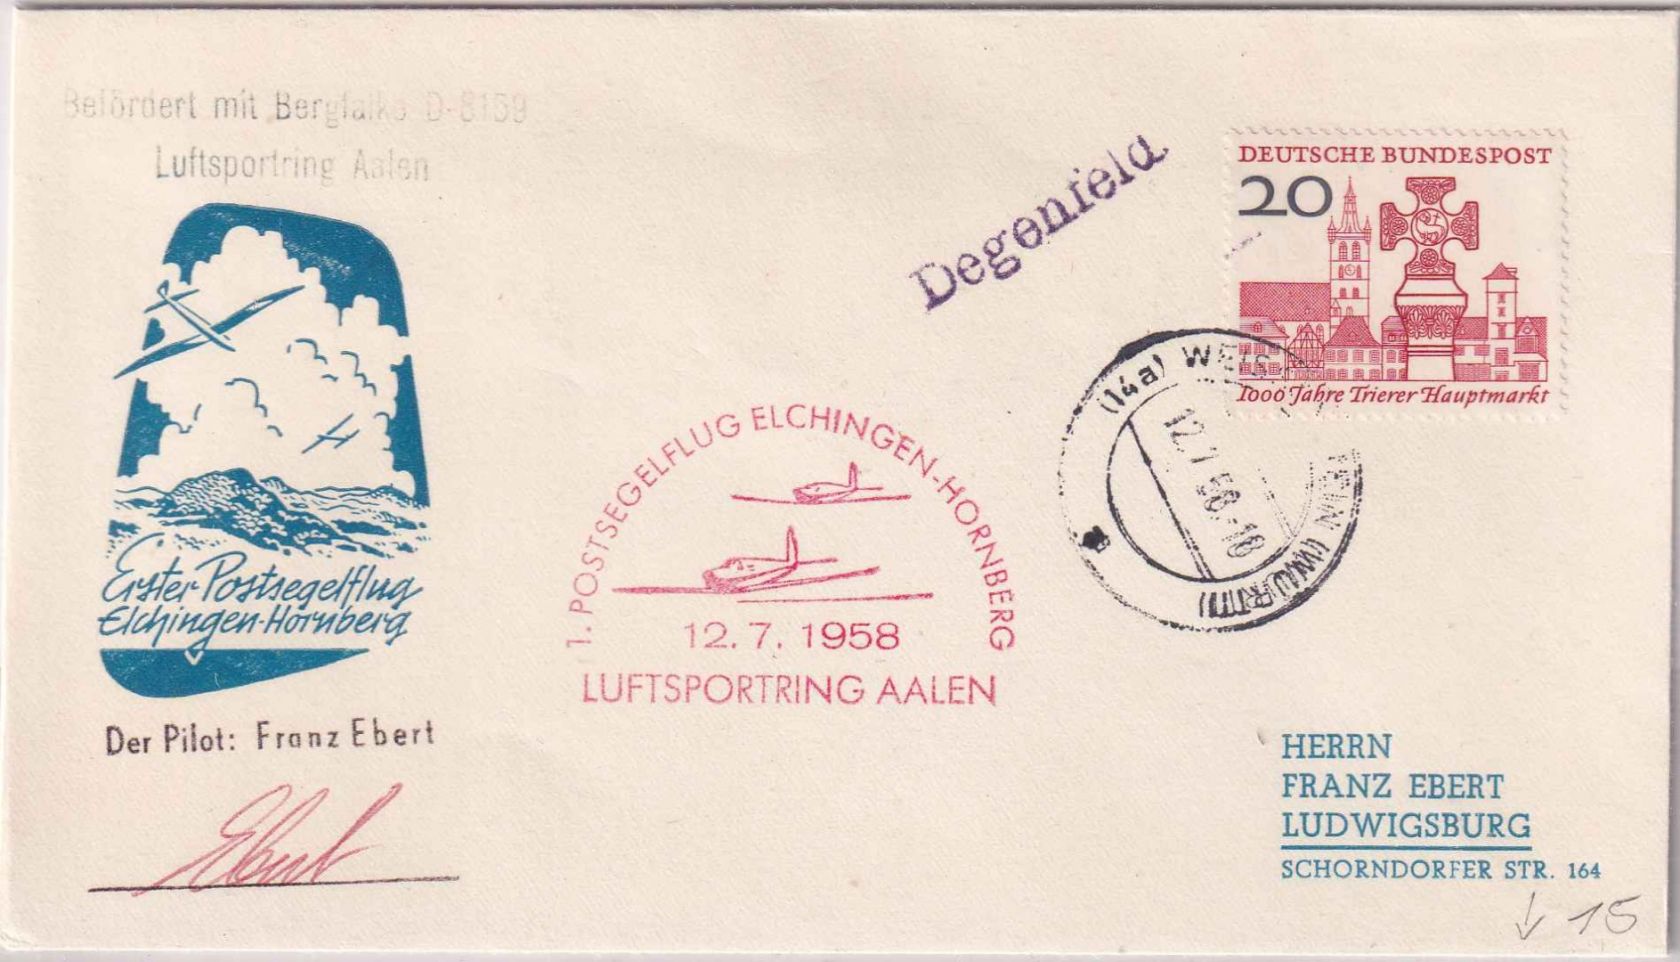 Befördert mit Bergfalke D-8159
Luftsportring Aalen
Degenfeld
DEUTSCHE BUNDESPOST
20
1000 Jahre Trierer Hauptmarkt
(14a)
12.7.58.-18
(WÜRTT)
1. POSTSEGELFLUG ELCHINGEN-HORNBERG
12. 7. 1958
LUFTSPORTRING AALEN
Erster Postsegelflug
Elchingen-Hornberg
Der Pilot: Franz Ebert
Ebert
HERRN
FRANZ EBERT
LUDWIGSBURG
SCHORNDORFER STR. 164
↓ 15